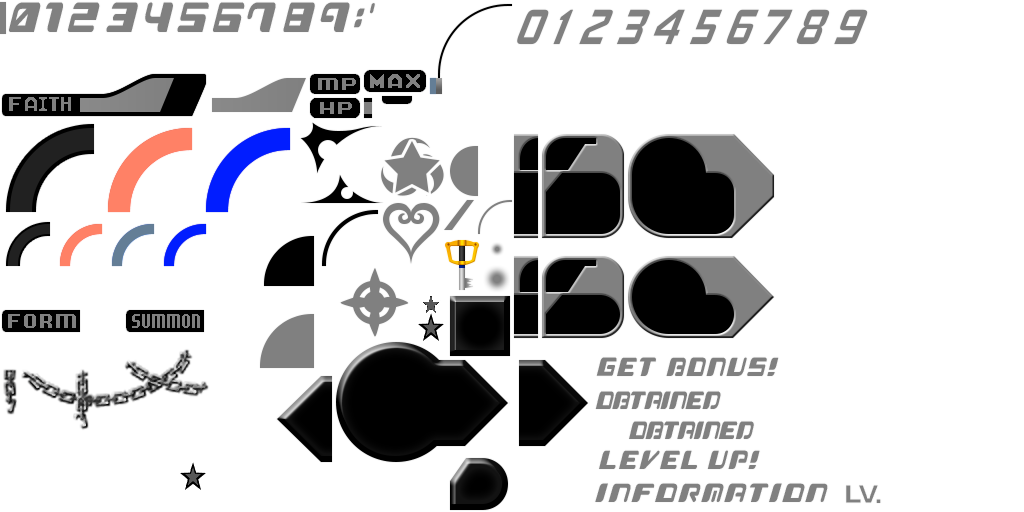 0123456789:'
0123456789
FAITH
MP
MAX
HP
FORM
SUMMON
GET BONUS!
OBTAINED
OBTAINED
LEVEL UP!
INFORMATION LV.